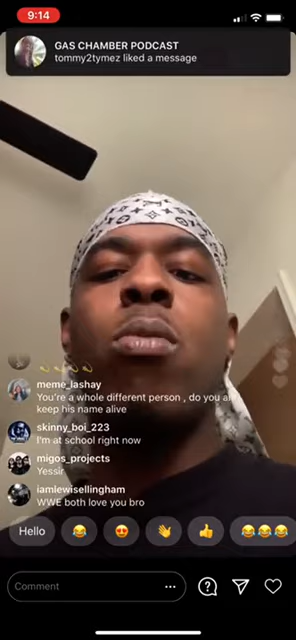 9:14
GAS CHAMBER PODCAST
tommy2tymez liked a message
meme_lashay
You're a whole different person , do you
keep his name alive
skinny_boi_223
I'm at school right now
migos_projects
Yessir
iamlewisellingham
WWE both love you bro
Hello
Comment